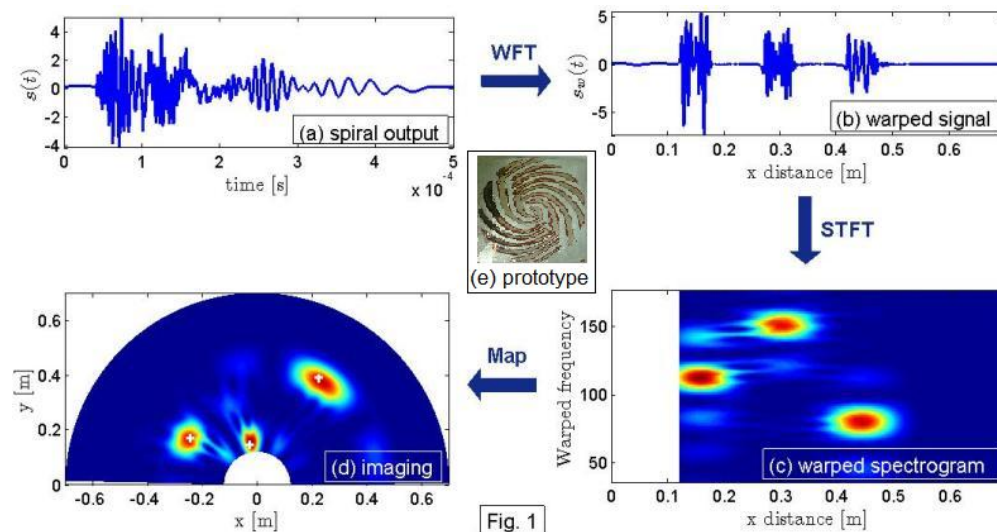 s(t)
4
2
0
-2
-4
0 1 2 3 4 5
x 10⁻⁴
time [s]
(a) spiral output
WFT
s_w(t)
5
0
-5
0 0.1 0.2 0.3 0.4 0.5 0.6
x distance [m]
(b) warped signal
STFT
(e) prototype
y [m]
0.6
0.4
0.2
0
-0.6 -0.4 -0.2 0 0.2 0.4 0.6
x [m]
(d) imaging
Map
Warped frequency
150
100
50
0 0.1 0.2 0.3 0.4 0.5 0.6
x distance [m]
(c) warped spectrogram
Fig. 1